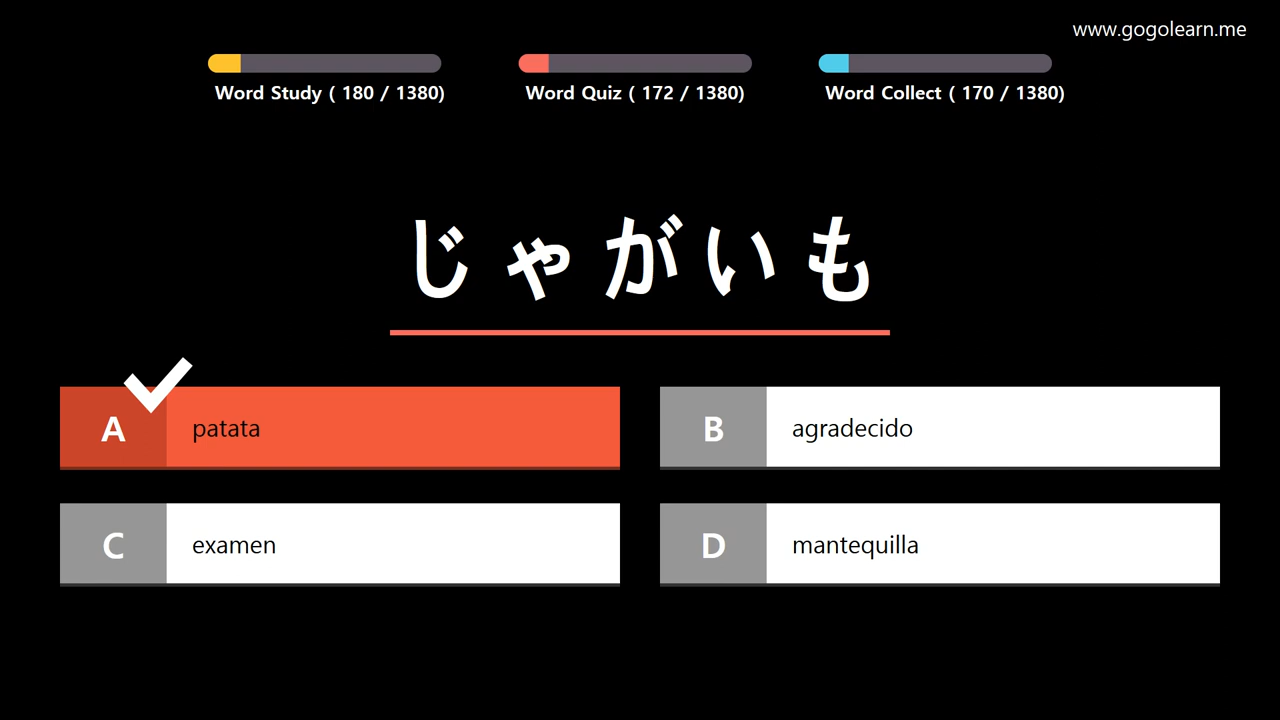 www.gogolearn.me
Word Study ( 180 / 1380)
Word Quiz ( 172 / 1380)
Word Collect ( 170 / 1380)
じゃがいも
A patata
B agradecido
C examen
D mantequilla